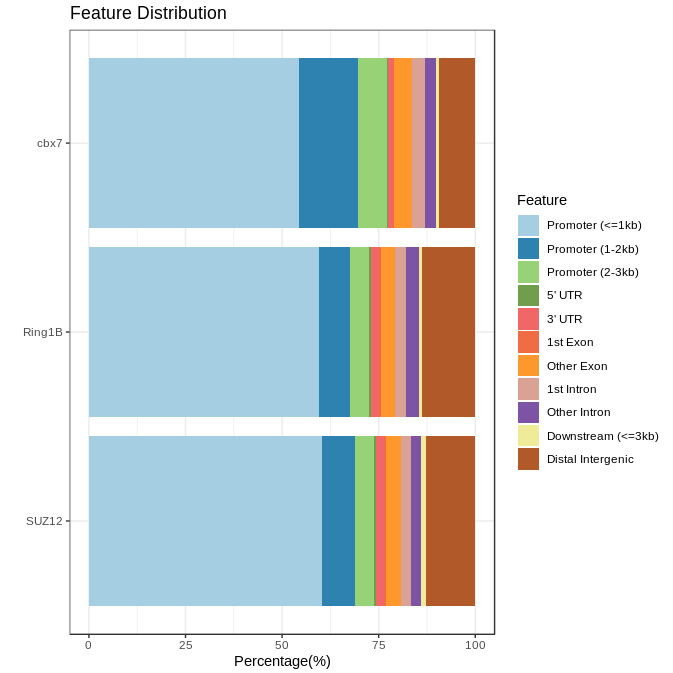 Feature Distribution
cbx7
Ring1B
SUZ12
0
25
50
75
100
Percentage(%)
Feature
Promoter (<=1kb)
Promoter (1-2kb)
Promoter (2-3kb)
5' UTR
3' UTR
1st Exon
Other Exon
1st Intron
Other Intron
Downstream (<=3kb)
Distal Intergenic